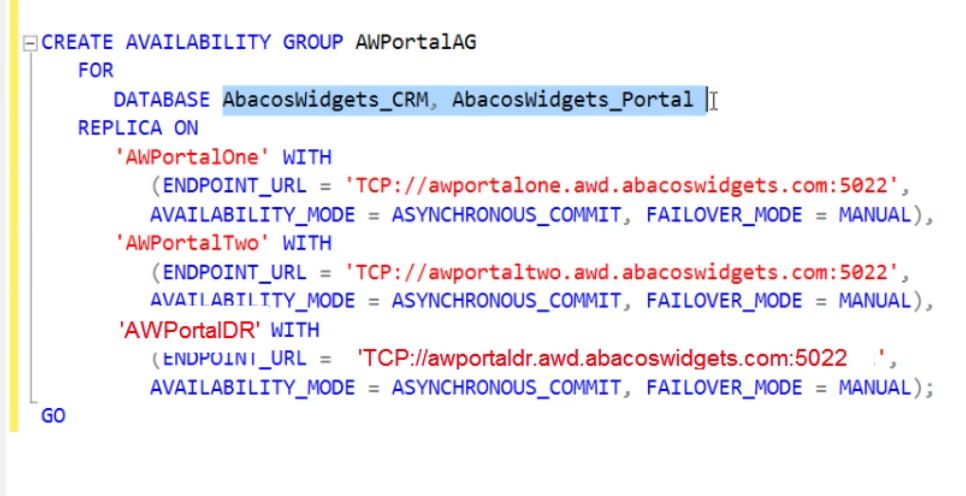 CREATE AVAILABILITY GROUP AWPortalAG
FOR
DATABASE AbacosWidgets_CRM, AbacosWidgets_Portal
REPLICA ON
'AWPortalOne' WITH
(ENDPOINT_URL = 'TCP://awportalone.awd.abacoswidgets.com:5022',
AVAILABILITY_MODE = ASYNCHRONOUS_COMMIT, FAILOVER_MODE = MANUAL),
'AWPortalTwo' WITH
(ENDPOINT_URL = 'TCP://awportaltwo.awd.abacoswidgets.com:5022',
AVAILABILITY_MODE = ASYNCHRONOUS_COMMIT, FAILOVER_MODE = MANUAL),
'AWPortalDR' WITH
(ENDPOINT_URL = 'TCP://awportaldr.awd.abacoswidgets.com:5022 ',
AVAILABILITY_MODE = ASYNCHRONOUS_COMMIT, FAILOVER_MODE = MANUAL);
GO